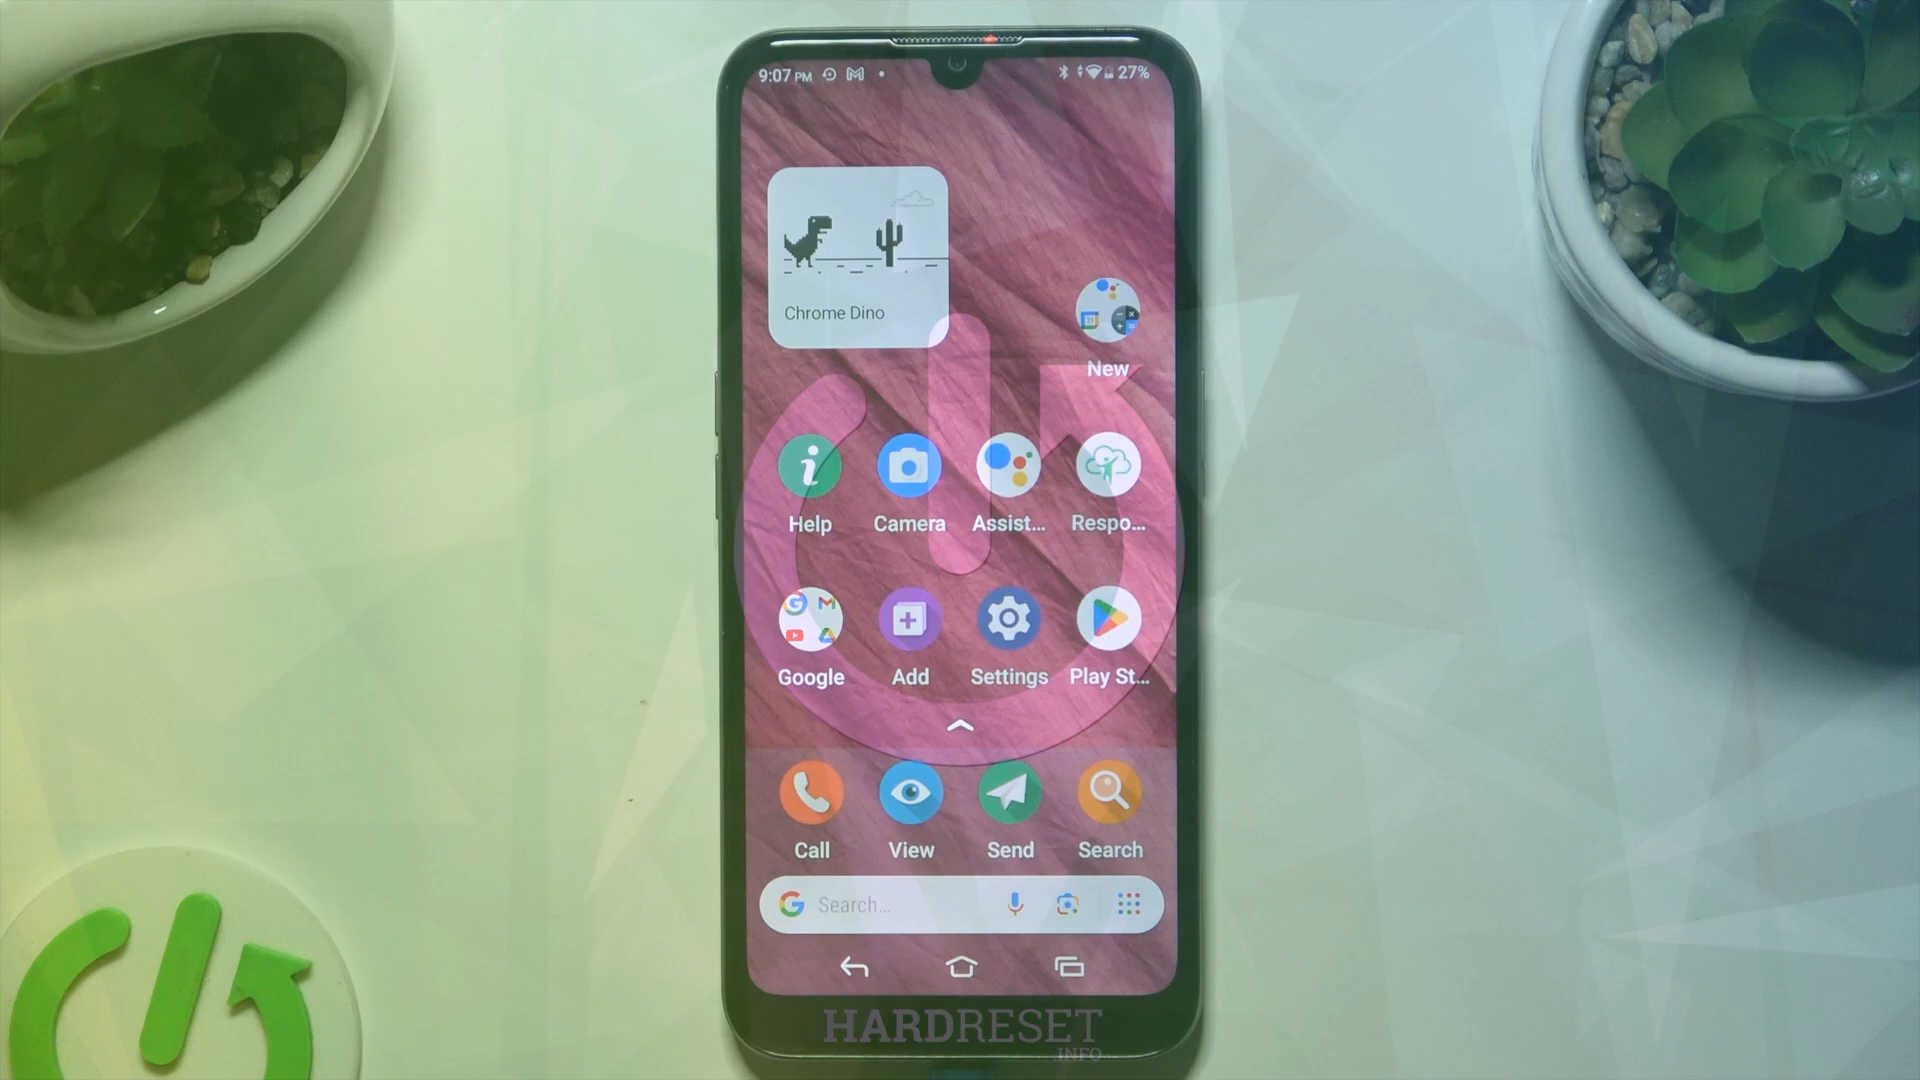 9:07 PM 27%
Chrome Dino
New
Help Camera Assist... Respo...
Google Add Settings Play St...
Call View Send Search
Search...
HARDRESET
.INFO